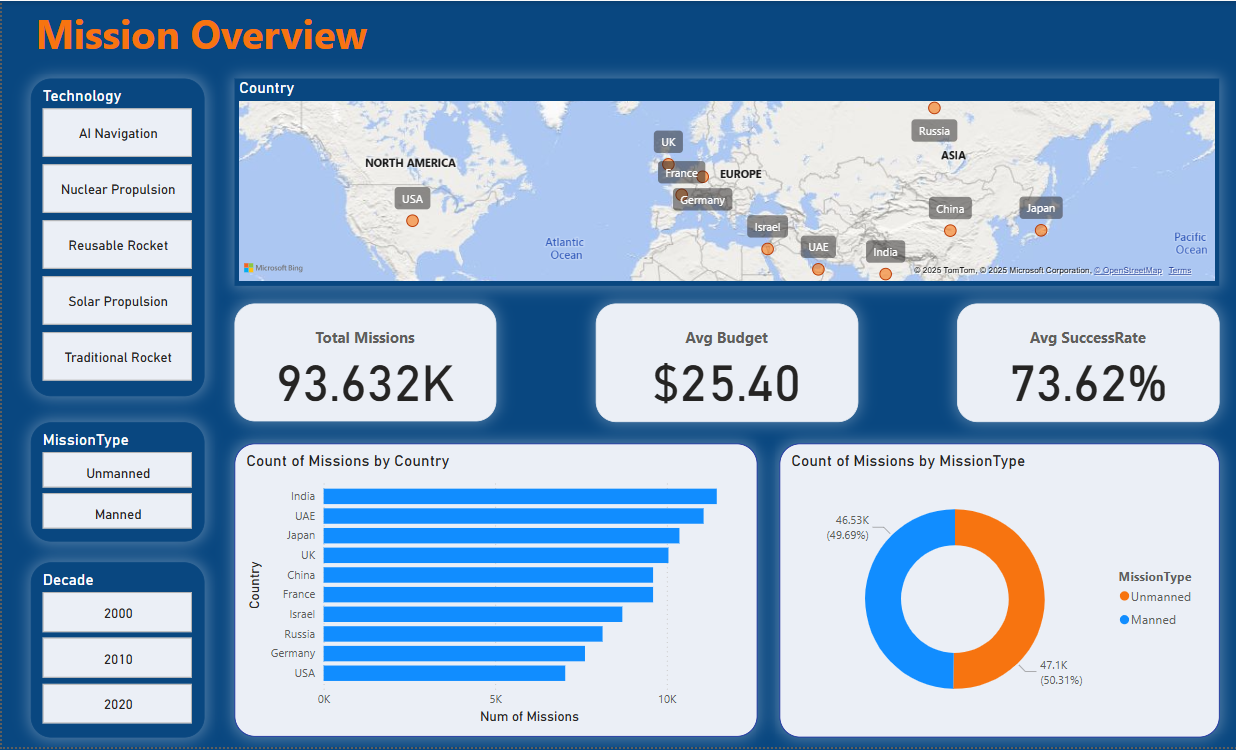 Mission Overview
Technology
AI Navigation
Nuclear Propulsion
Reusable Rocket
Solar Propulsion
Traditional Rocket
MissionType
Unmanned
Manned
Decade
2000
2010
2020
Country
NORTH AMERICA
USA
Atlantic
Ocean
UK
France
EUROPE
Germany
Israel
UAE
India
Russia
ASIA
China
Japan
Pacific
Ocean
Microsoft Bing
© 2025 TomTom, © 2025 Microsoft Corporation, © OpenStreetMap Terms
Total Missions
93.632K
Avg Budget
$25.40
Avg SuccessRate
73.62%
Count of Missions by Country
Country
India
UAE
Japan
UK
China
France
Israel
Russia
Germany
USA
0K 5K 10K
Num of Missions
Count of Missions by MissionType
46.53K
(49.69%)
47.1K
(50.31%)
MissionType
Unmanned
Manned